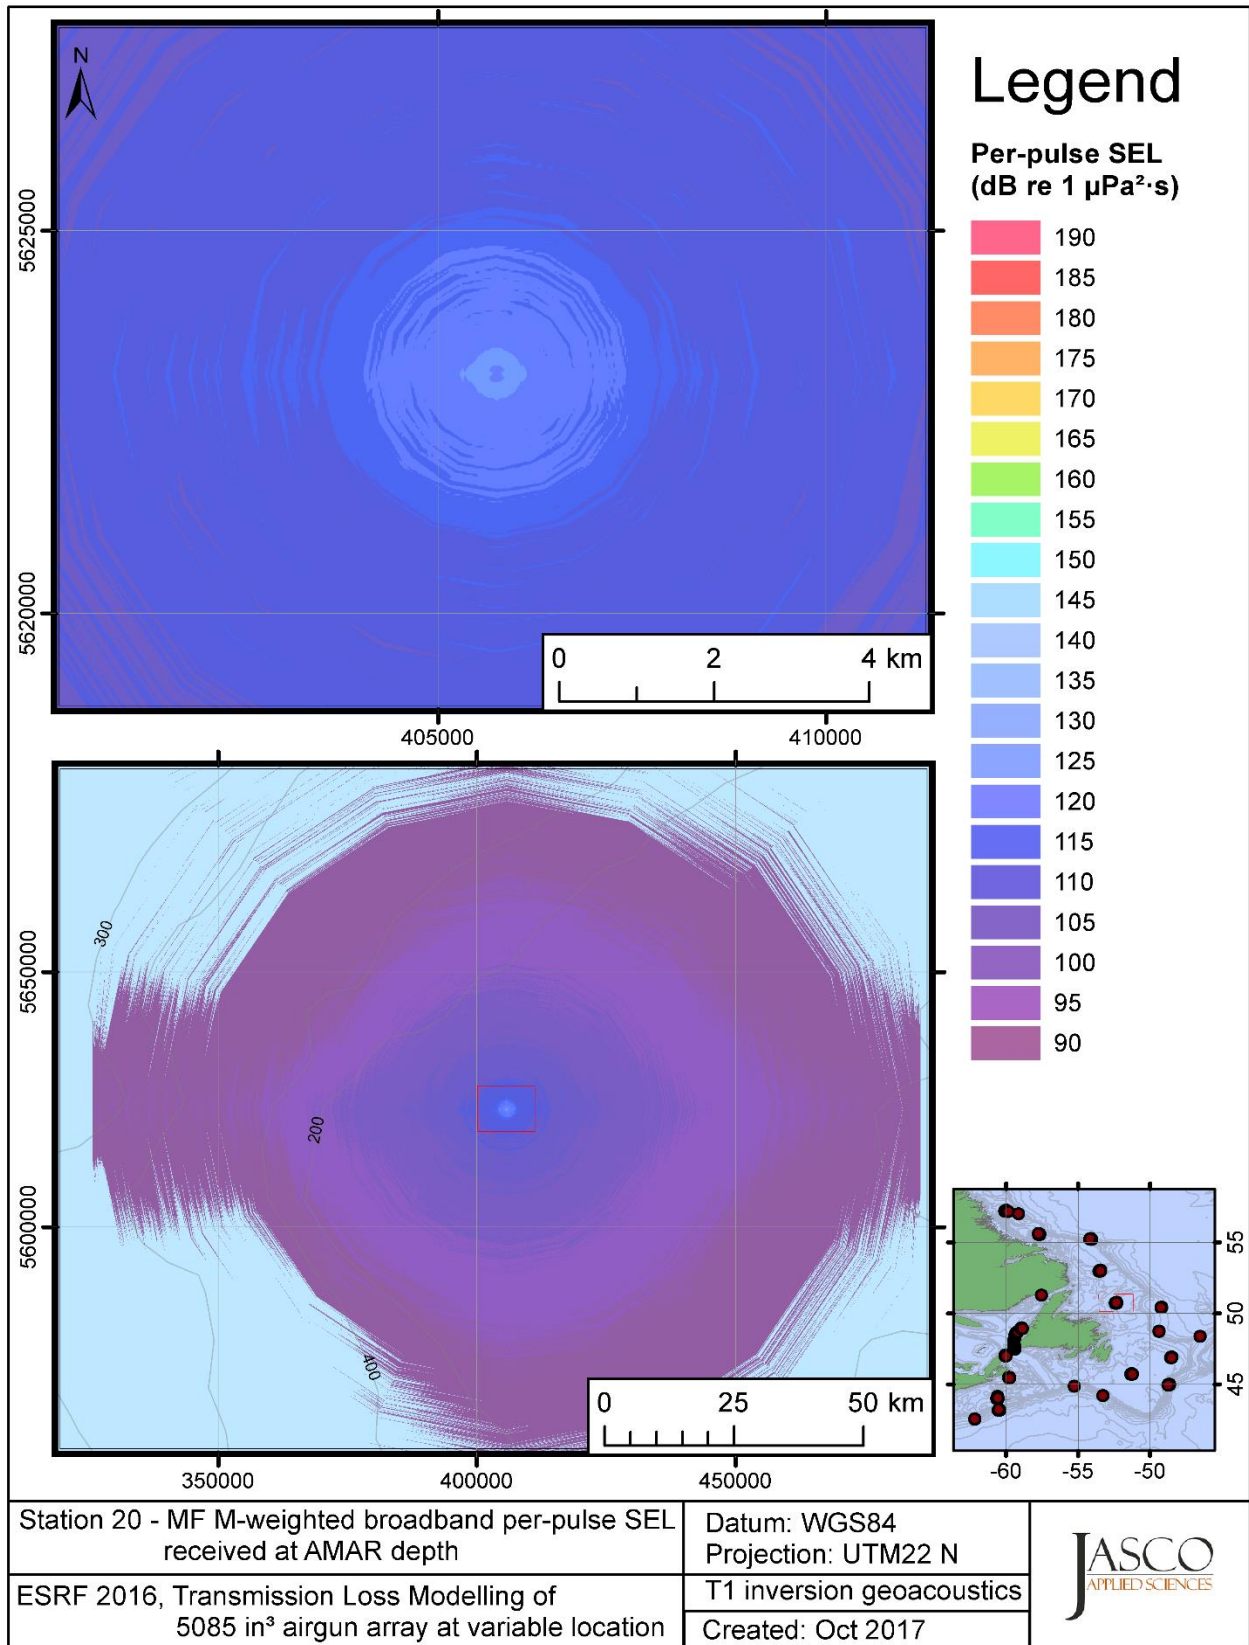 N
5625000
5620000
0 2 4 km
405000 410000
Legend
Per-pulse SEL
(dB re 1 µPa²·s)
190
185
180
175
170
165
160
155
150
145
140
135
130
125
120
115
110
105
100
95
90
300
200
400
5650000
5600000
0 25 50 km
350000 400000 450000
55
50
45
-60 -55 -50
Station 20 - MF M-weighted broadband per-pulse SEL
received at AMAR depth
ESRF 2016, Transmission Loss Modelling of
5085 in³ airgun array at variable location
Datum: WGS84
Projection: UTM22 N
T1 inversion geoacoustics
Created: Oct 2017
JASCO
APPLIED SCIENCES